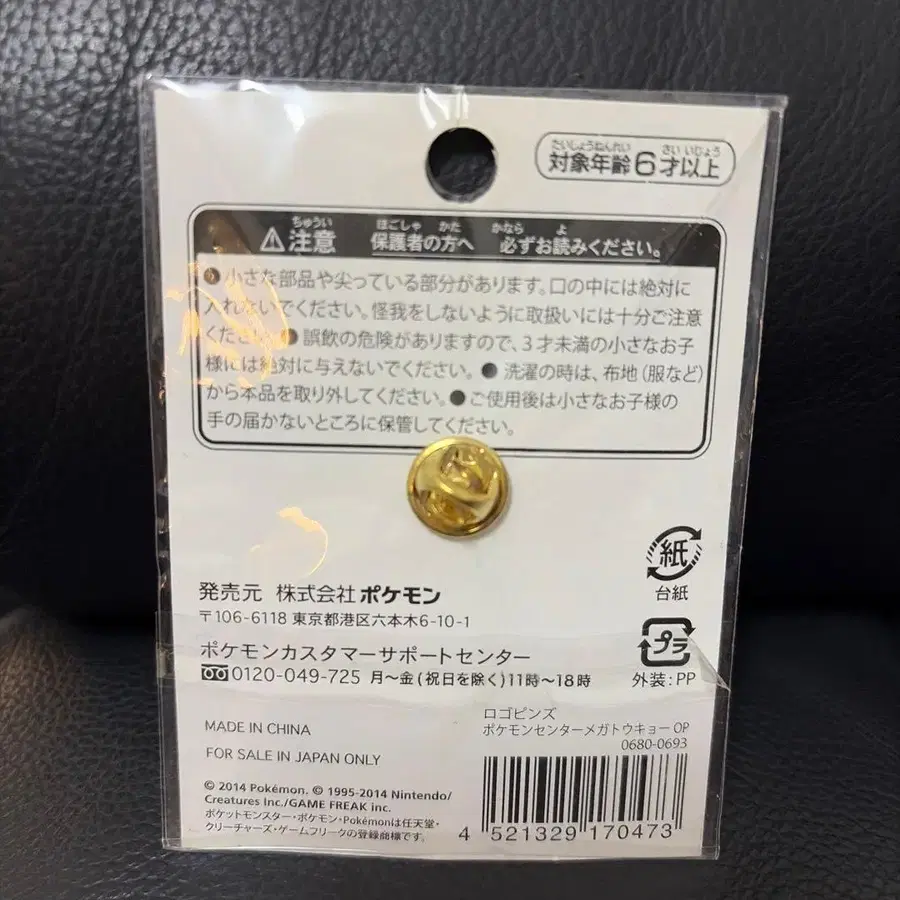 たいしょうねんれい さい いじょう
対象年齢6才以上
ちゅうい ほごしゃ かた かなら よ
⚠注意 保護者の方へ 必ずお読みください。
●小さな部品や尖っている部分があります。口の中には絶対に
入れないでください。怪我をしないように取扱いには十分ご注意
ください。●誤飲の危険がありますので、3才未満の小さなお子
様には絶対に与えないでください。●洗濯の時は、布地(服など)
から本品を取り外してください。●ご使用後は小さなお子様の
手の届かないところに保管してください。
紙
台紙
発売元 株式会社ポケモン
〒106-6118 東京都港区六本木6-10-1
ポケモンカスタマーサポートセンター
0120-049-725 月〜金(祝日を除く)11時〜18時
プラ
外装:PP
MADE IN CHINA
FOR SALE IN JAPAN ONLY
© 2014 Pokémon. © 1995-2014 Nintendo/
Creatures Inc./GAME FREAK inc.
ポケットモンスター・ポケモン・Pokémonは任天堂・
クリーチャーズ・ゲームフリークの登録商標です。
ロゴピンズ
ポケモンセンターメガトウキョー OP
0680-0693
4 521329 170473